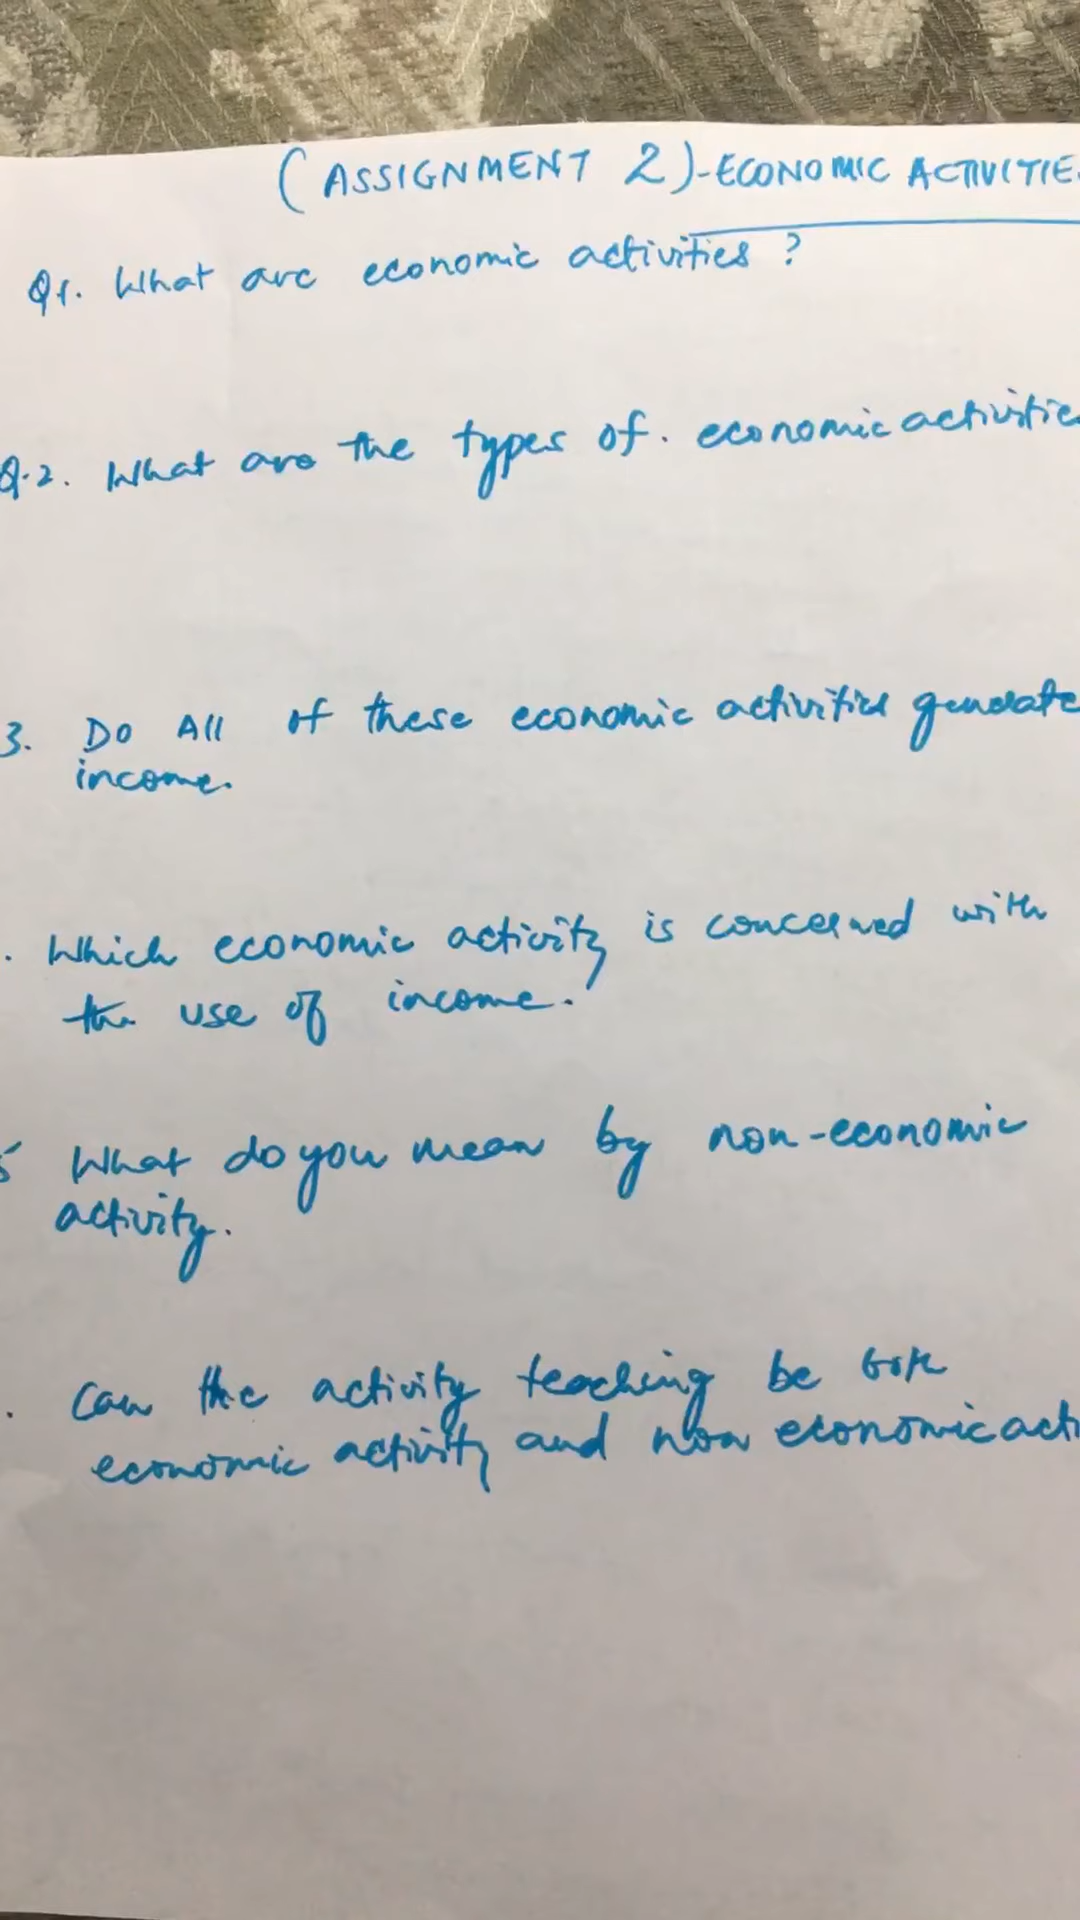 (ASSIGNMENT 2)-ECONOMIC ACTIVITIE
Q1. What are economic activities ?
Q.2. What are the types of. economic activitie
3. Do All of these economic activities generate
income.
. Which economic activity is concerned with
the use of income.
5 What do you mean by non-economic
activity.
. Can the activity teaching be both
economic activity and non economic acti